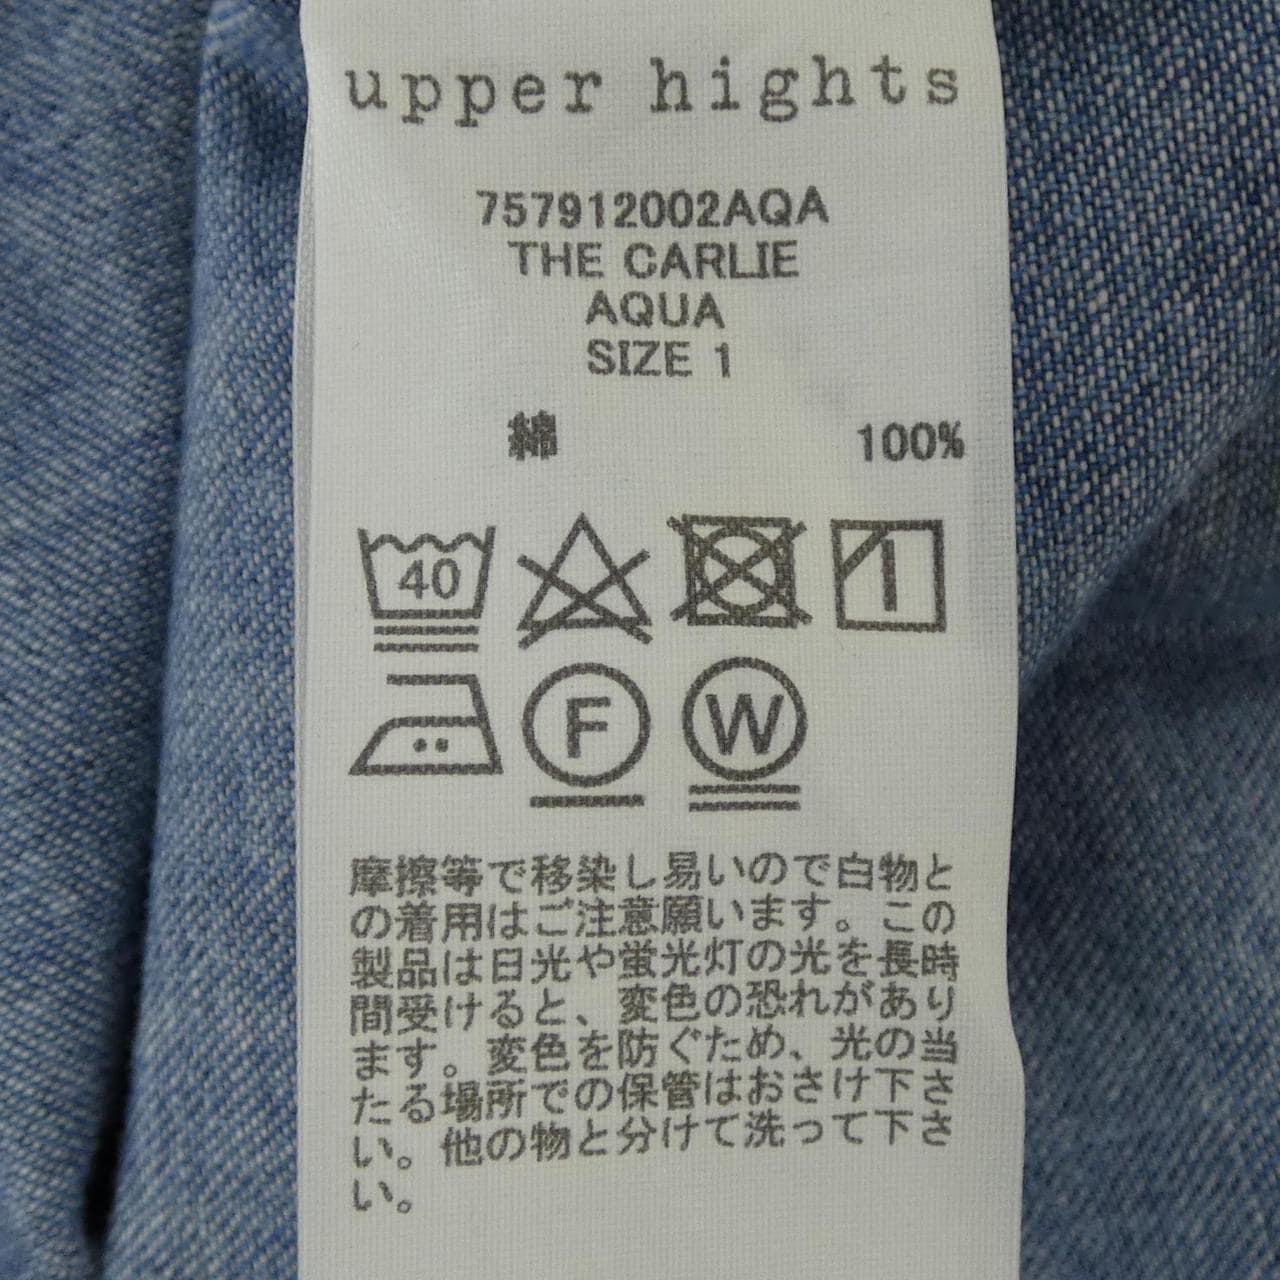 upper hights
757912002AQA
THE CARLIE
AQUA
SIZE 1
綿 100%
40
F W
摩擦等で移染し易いので白物と
の着用はご注意願います。この
製品は日光や蛍光灯の光を長時
間受けると、変色の恐れがあり
ます。変色を防ぐため、光の当
たる場所での保管はおさけ下さ
い。他の物と分けて洗って下さ
い。